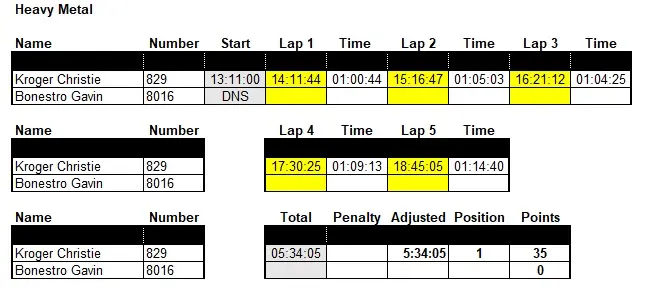 Heavy Metal
Name Number Start Lap 1 Time Lap 2 Time Lap 3 Time
Kroger Christie 829 13:11:00 14:11:44 01:00:44 15:16:47 01:05:03 16:21:12 01:04:25
Bonestro Gavin 8016 DNS
Name Number Lap 4 Time Lap 5 Time
Kroger Christie 829 17:30:25 01:09:13 18:45:05 01:14:40
Bonestro Gavin 8016
Name Number Total Penalty Adjusted Position Points
Kroger Christie 829 05:34:05 5:34:05 1 35
Bonestro Gavin 8016 0